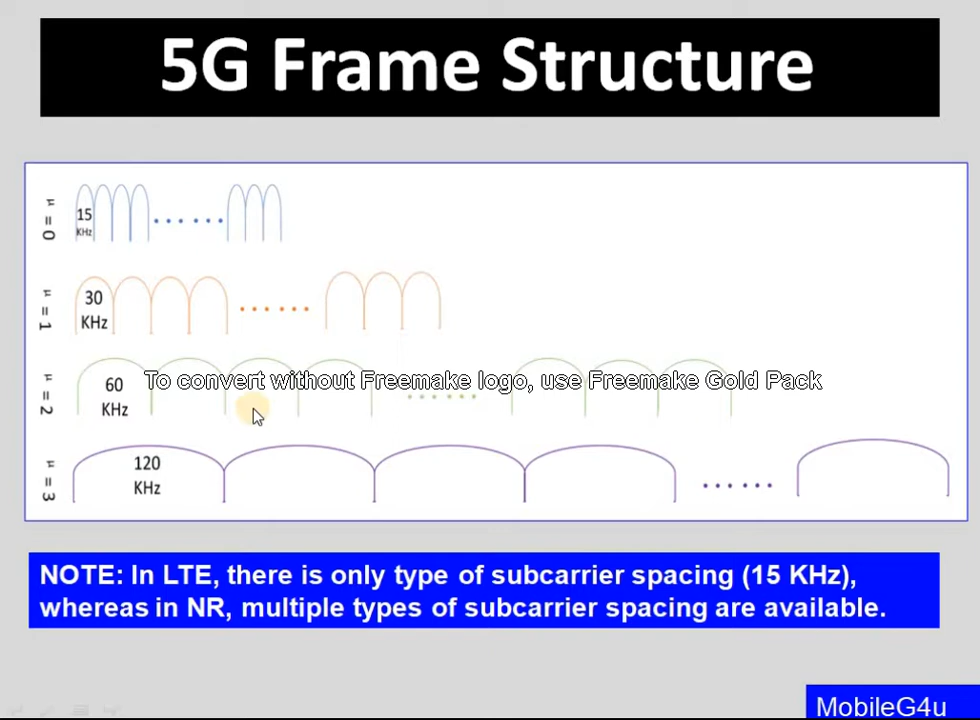 5G Frame Structure
μ = 0
15
KHz
μ = 1
30
KHz
μ = 2
60
KHz
To convert without Freemake logo, use Freemake Gold Pack
μ = 3
120
KHz
NOTE: In LTE, there is only type of subcarrier spacing (15 KHz),
whereas in NR, multiple types of subcarrier spacing are available.
MobileG4u